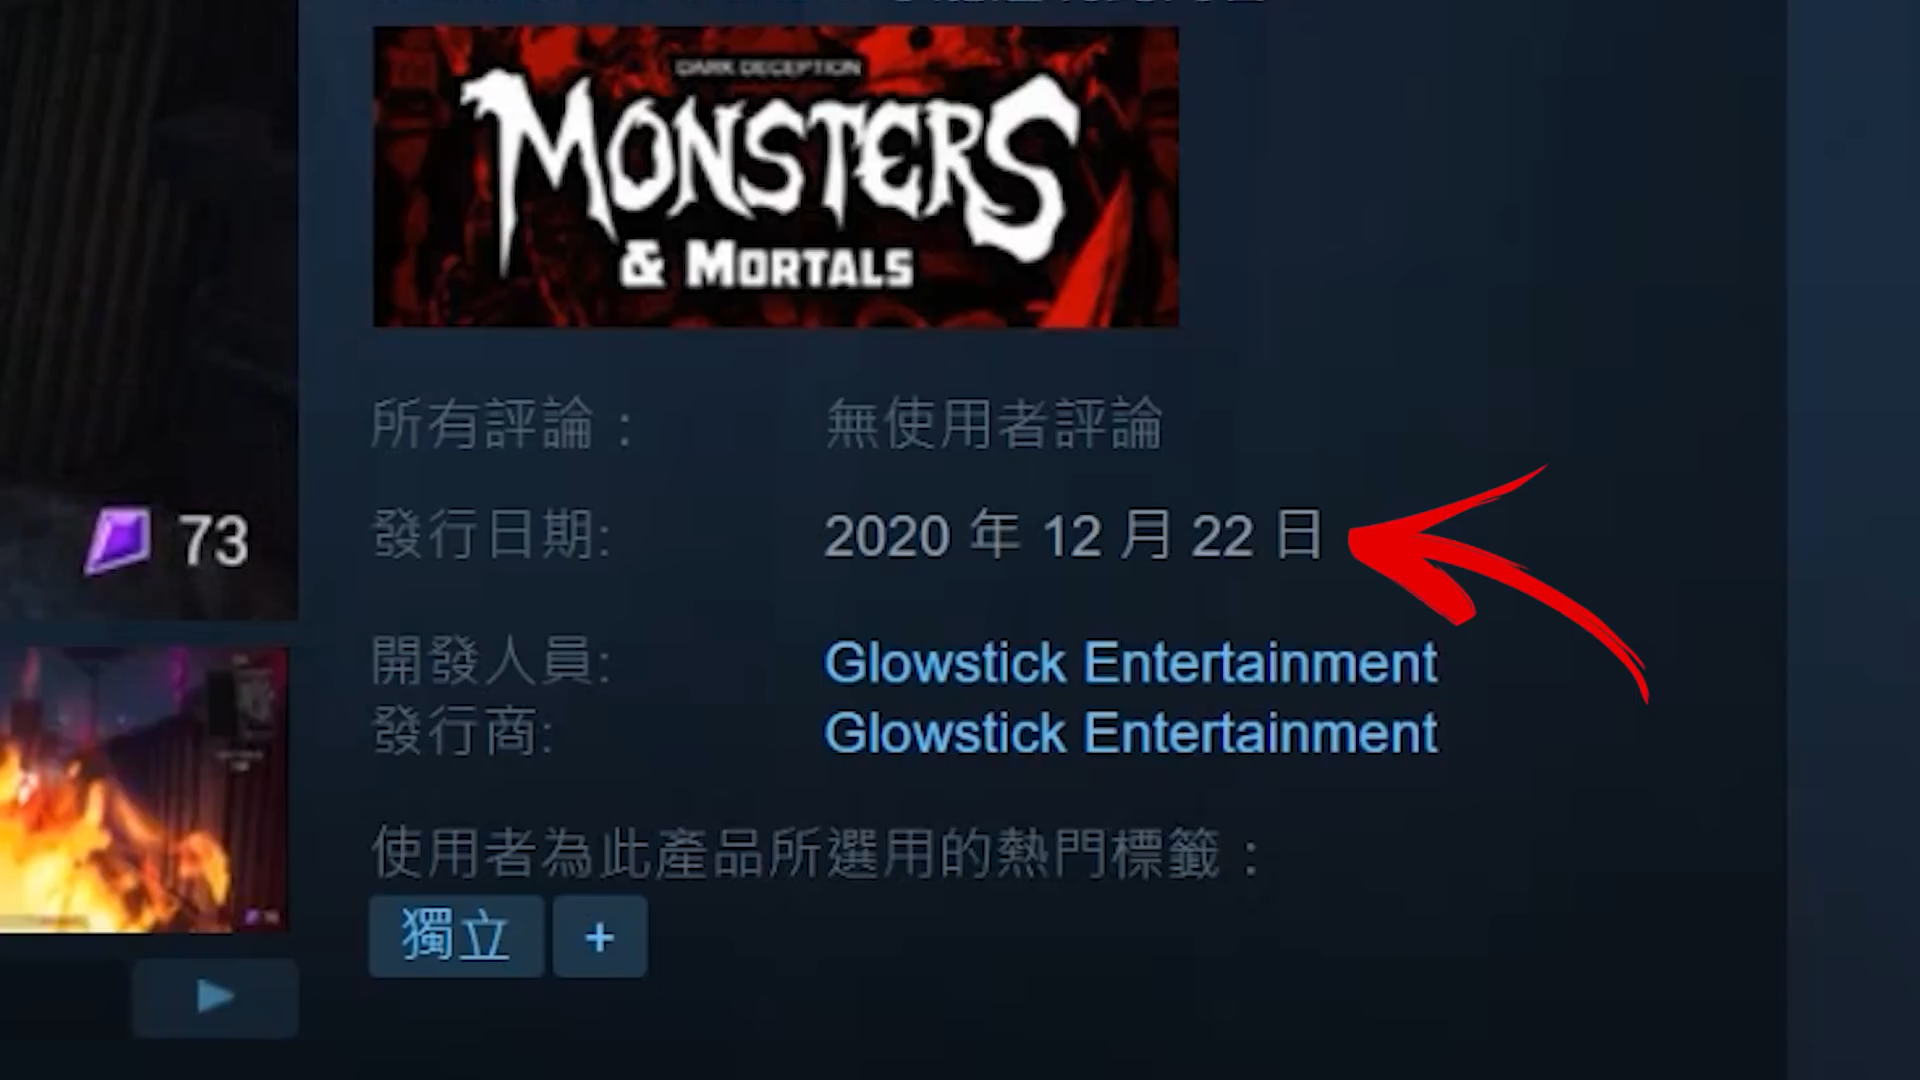 DARK DECEPTION
MONSTERS
& MORTALS
所有評論：
無使用者評論
發行日期:
2020 年 12 月 22 日
73
開發人員:
Glowstick Entertainment
發行商:
Glowstick Entertainment
使用者為此產品所選用的熱門標籤：
獨立
+